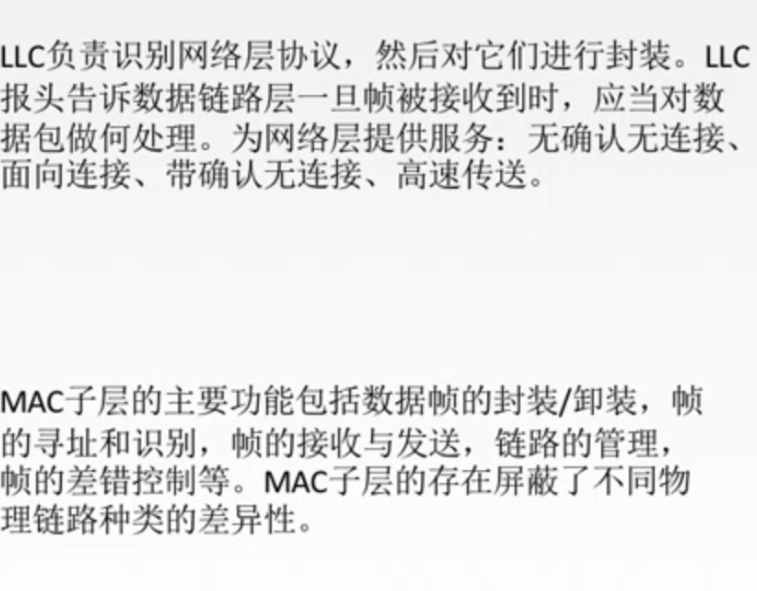 LLC负责识别网络层协议，然后对它们进行封装。LLC
报头告诉数据链路层一旦帧被接收到时，应当对数
据包做何处理。为网络层提供服务：无确认无连接、
面向连接、带确认无连接、高速传送。
MAC子层的主要功能包括数据帧的封装/卸装，帧
的寻址和识别，帧的接收与发送，链路的管理，
帧的差错控制等。MAC子层的存在屏蔽了不同物
理链路种类的差异性。